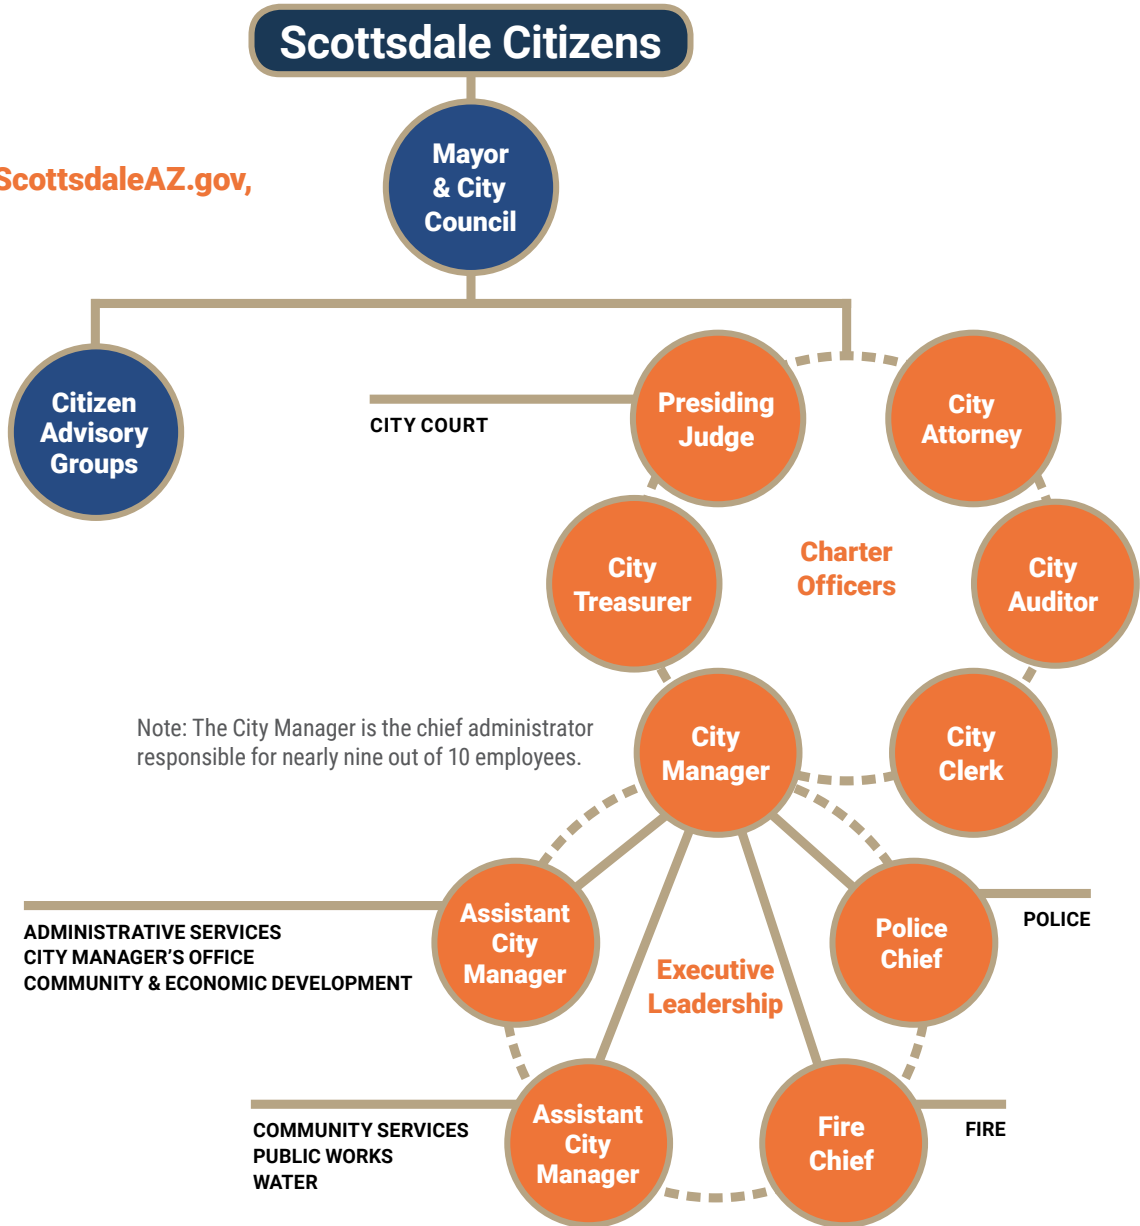 Scottsdale Citizens
Mayor
& City
Council
ScottsdaleAZ.gov,
Citizen
Advisory
Groups
CITY COURT
Presiding
Judge
City
Attorney
City
Treasurer
Charter
Officers
City
Auditor
Note: The City Manager is the chief administrator
responsible for nearly nine out of 10 employees.
City
Manager
City
Clerk
ADMINISTRATIVE SERVICES
CITY MANAGER'S OFFICE
COMMUNITY & ECONOMIC DEVELOPMENT
Assistant
City
Manager
Executive
Leadership
Police
Chief
POLICE
COMMUNITY SERVICES
PUBLIC WORKS
WATER
Assistant
City
Manager
Fire
Chief
FIRE